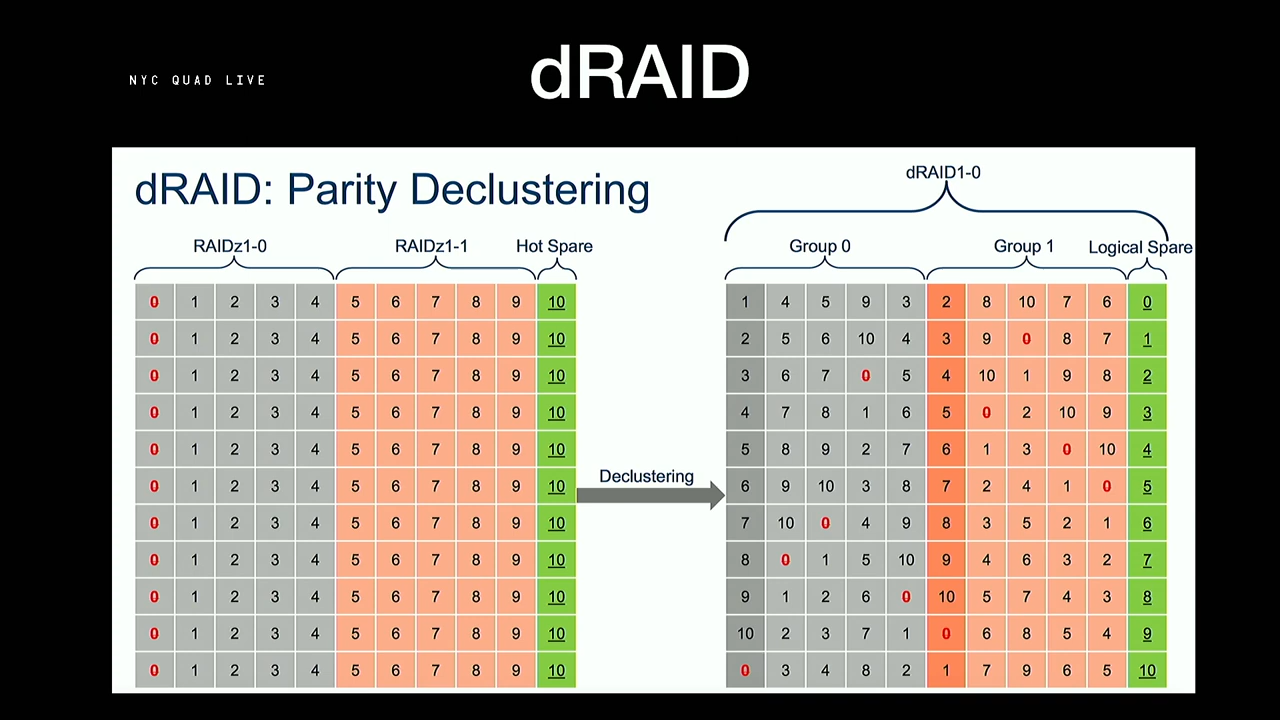 dRAID
NYC QUAD LIVE
dRAID: Parity Declustering
dRAID1-0
RAIDz1-0 RAIDz1-1 Hot Spare Group 0 Group 1 Logical Spare
0 1 2 3 4 5 6 7 8 9 10 1 4 5 9 3 2 8 10 7 6 0
0 1 2 3 4 5 6 7 8 9 10 2 5 6 10 4 3 9 0 8 7 1
0 1 2 3 4 5 6 7 8 9 10 3 6 7 0 5 4 10 1 9 8 2
0 1 2 3 4 5 6 7 8 9 10 4 7 8 1 6 5 0 2 10 9 3
0 1 2 3 4 5 6 7 8 9 10 5 8 9 2 7 6 1 3 0 10 4
Declustering
0 1 2 3 4 5 6 7 8 9 10 6 9 10 3 8 7 2 4 1 0 5
0 1 2 3 4 5 6 7 8 9 10 7 10 0 4 9 8 3 5 2 1 6
0 1 2 3 4 5 6 7 8 9 10 8 0 1 5 10 9 4 6 3 2 7
0 1 2 3 4 5 6 7 8 9 10 9 1 2 6 0 10 5 7 4 3 8
0 1 2 3 4 5 6 7 8 9 10 10 2 3 7 1 0 6 8 5 4 9
0 1 2 3 4 5 6 7 8 9 10 0 3 4 8 2 1 7 9 6 5 10